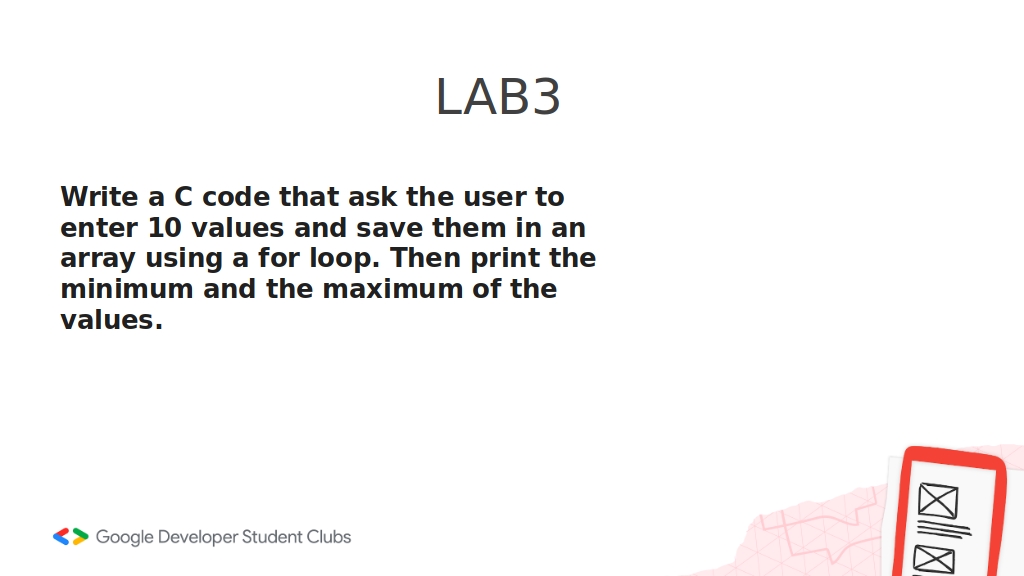 LAB3
Write a C code that ask the user to
enter 10 values and save them in an
array using a for loop. Then print the
minimum and the maximum of the
values.
Google Developer Student Clubs